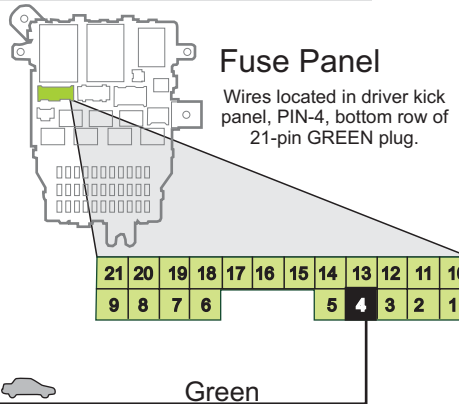 Fuse Panel
Wires located in driver kick
panel, PIN-4, bottom row of
21-pin GREEN plug.
21 20 19 18 17 16 15 14 13 12 11 10
9 8 7 6 5 4 3 2 1
Green